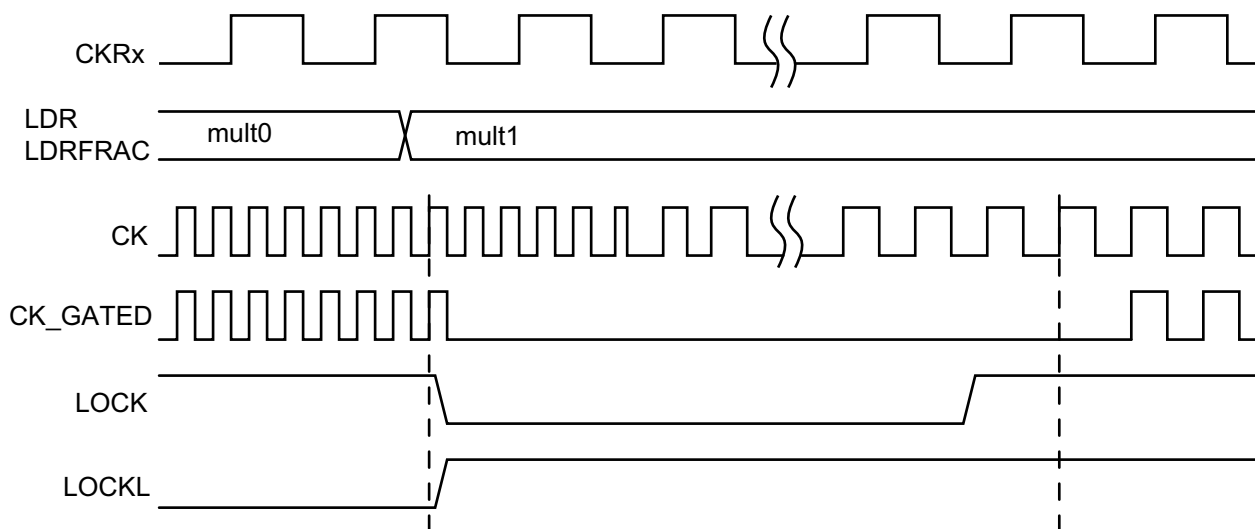 CKRx
LDR
LDRFRAC
mult0
mult1
CK
CK_GATED
LOCK
LOCKL